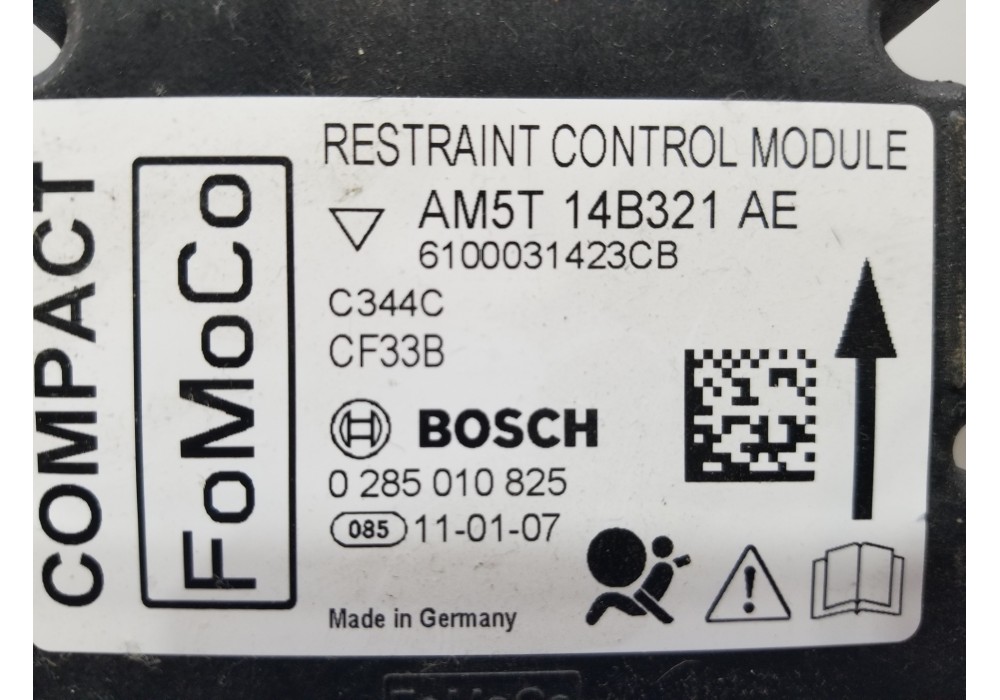 RESTRAINT CONTROL MODULE
AM5T 14B321 AE
6100031423CB
C344C
CF33B
BOSCH
0 285 010 825
085 11-01-07
Made in Germany
COMPACT
FoMoCo
FoMoCo